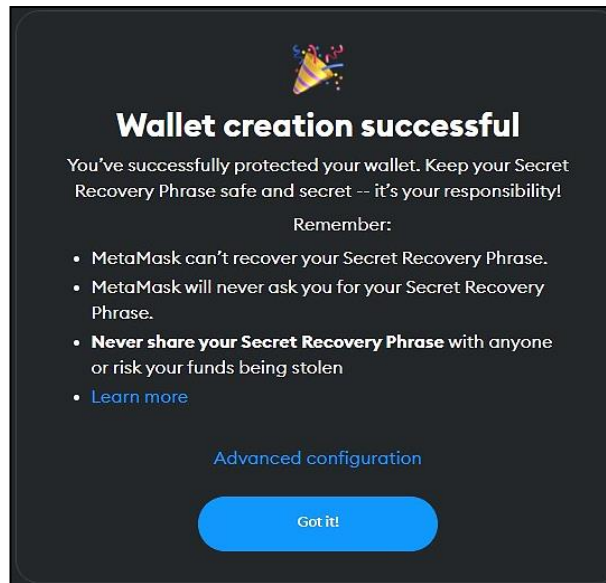 Wallet creation successful
You've successfully protected your wallet. Keep your Secret
Recovery Phrase safe and secret -- it's your responsibility!
Remember:
• MetaMask can't recover your Secret Recovery Phrase.
• MetaMask will never ask you for your Secret Recovery
Phrase.
• Never share your Secret Recovery Phrase with anyone
or risk your funds being stolen
• Learn more
Advanced configuration
Got it!